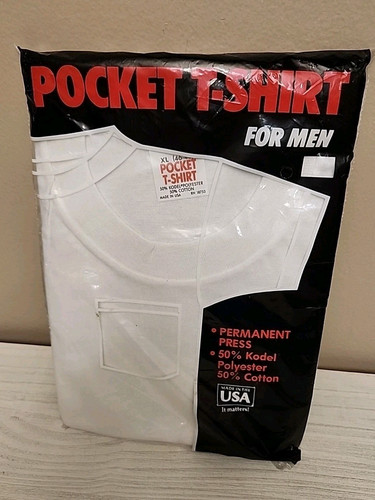 POCKET T-SHIRT
FOR MEN
XL (46
POCKET
T-SHIRT
50% KODEL POLYESTER
50% COTTON
MADE IN USA
• PERMANENT
PRESS
• 50% Kodel
Polyester
50% Cotton
MADE IN THE
USA
It matters!